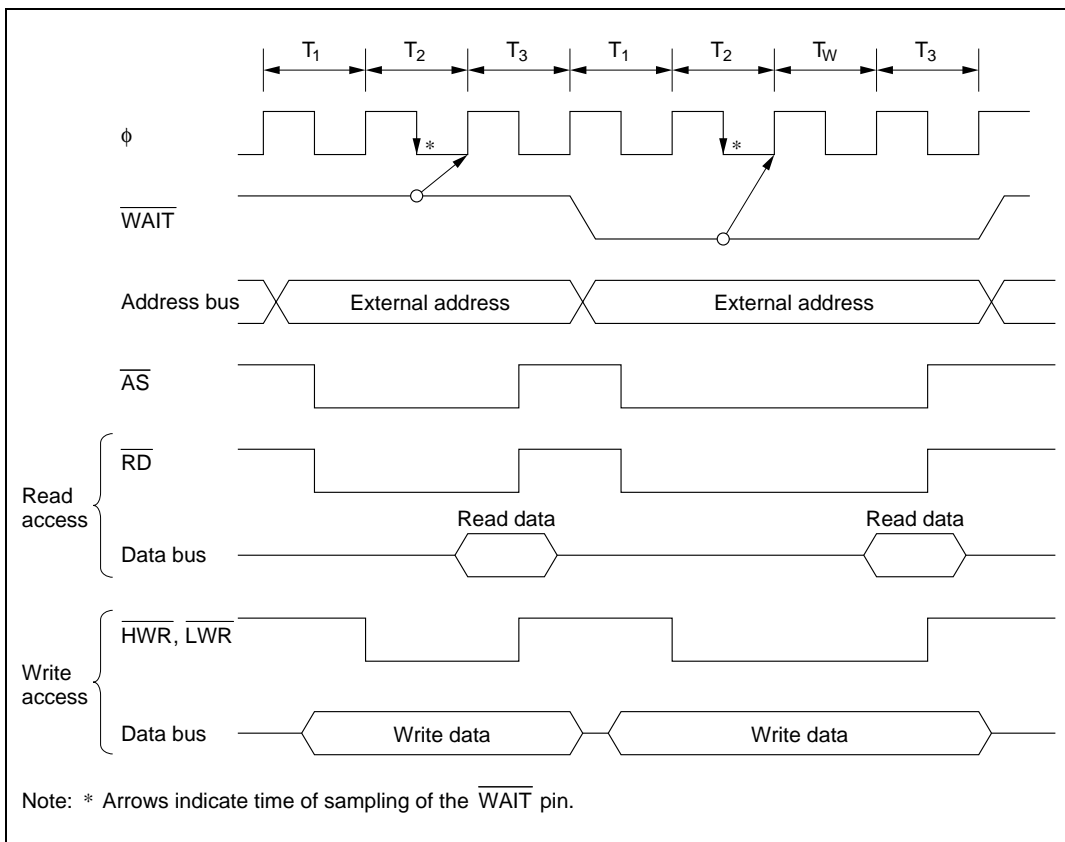 T1 T2 T3 T1 T2 TW T3
φ
* *
WAIT
Address bus External address External address
AS
RD
Read access
Read data Read data
Data bus
HWR, LWR
Write access
Data bus Write data Write data
Note: * Arrows indicate time of sampling of the WAIT pin.